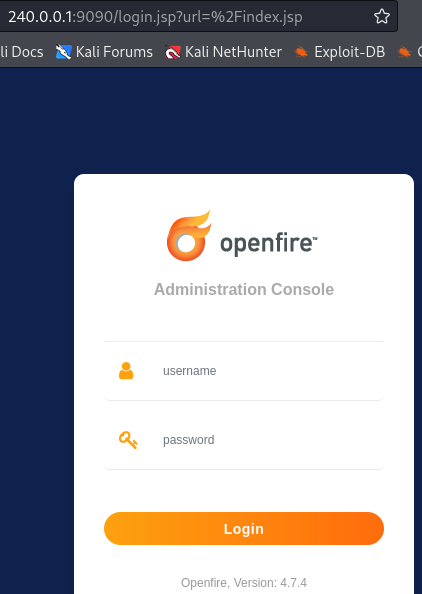 240.0.0.1:9090/login.jsp?url=%2Findex.jsp
li Docs Kali Forums Kali NetHunter Exploit-DB
openfire™
Administration Console
username
password
Login
Openfire, Version: 4.7.4